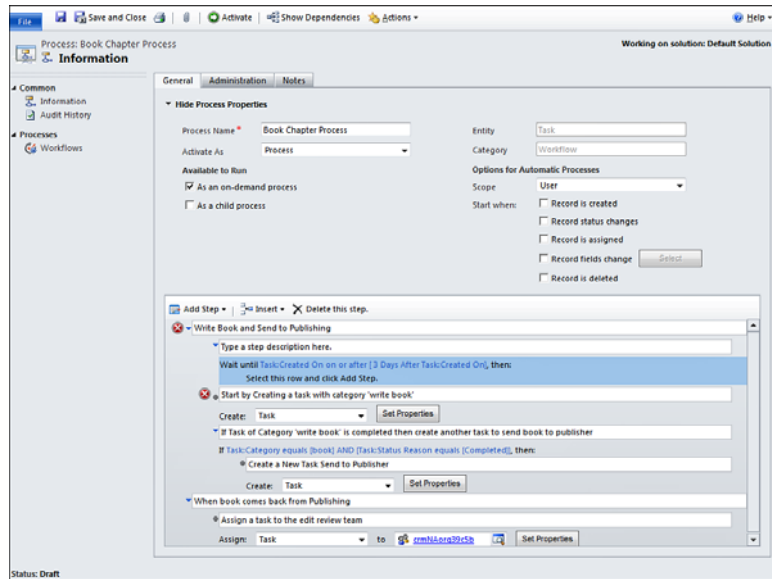 File Save and Close Activate Show Dependencies Actions Help
Process: Book Chapter Process
Information
Working on solution: Default Solution
Common
Information
Audit History
Processes
Workflows
General Administration Notes
Hide Process Properties
Process Name * Book Chapter Process Entity Task
Activate As Process Category Workflow
Available to Run Options for Automatic Processes
As an on-demand process Scope User
As a child process Start when: Record is created
Record status changes
Record is assigned
Record fields change Select
Record is deleted
Add Step Insert Delete this step.
Write Book and Send to Publishing
Type a step description here.
Wait until Task:Created On on or after [3 Days After Task:Created On], then:
Select this row and click Add Step.
Start by Creating a task with category 'write book'
Create: Task Set Properties
If Task of Category 'write book' is completed then create another task to send book to publisher
If Task:Category equals [book] AND [Task:Status Reason equals [Completed]], then:
Create a New Task Send to Publisher
Create: Task Set Properties
When book comes back from Publishing
Assign a task to the edit review team
Assign: Task to crmNAorg39c5b Set Properties
Status: Draft